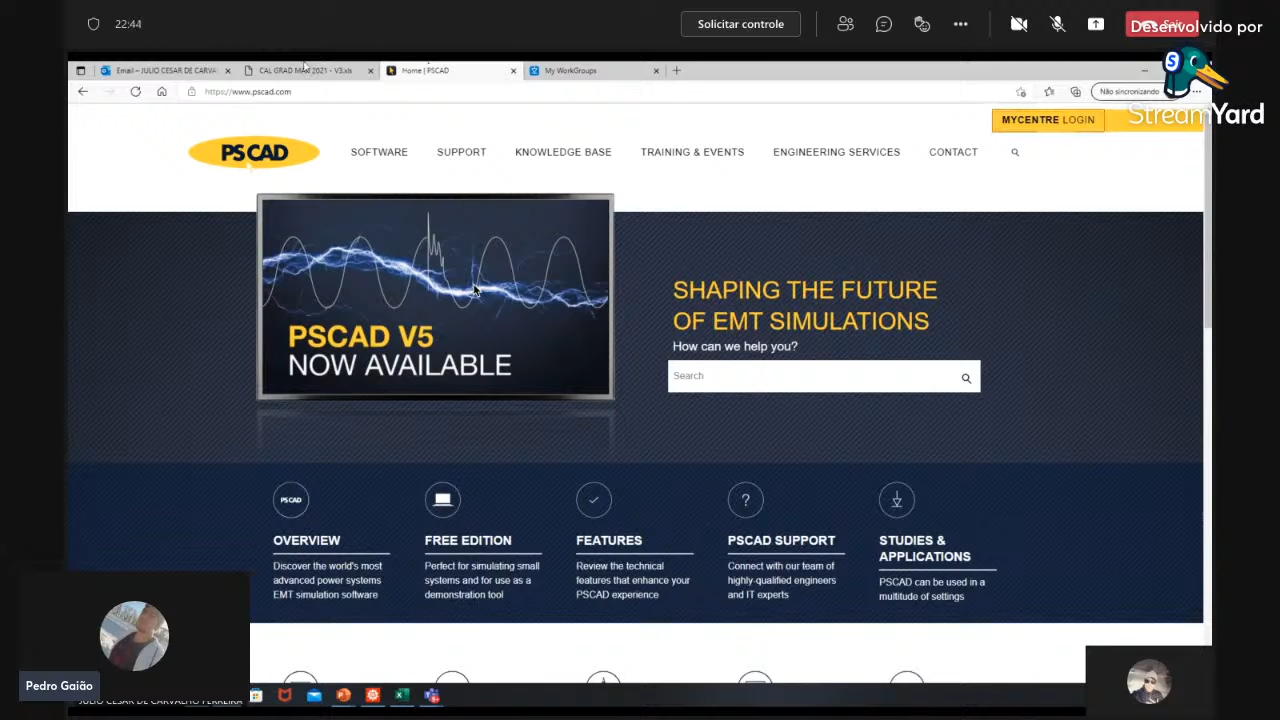 22:44
Solicitar controle
Desenvolvido por
StreamYard
Email – JULIO CESAR DE CARVA
CAL GRAD MAI 2021 - V3.xls
Home | PSCAD
My WorkGroups
https://www.pscad.com
Não sincronizando
MYCENTRE LOGIN
PSCAD
SOFTWARE
SUPPORT
KNOWLEDGE BASE
TRAINING & EVENTS
ENGINEERING SERVICES
CONTACT
PSCAD V5
NOW AVAILABLE
SHAPING THE FUTURE
OF EMT SIMULATIONS
How can we help you?
Search
PSCAD
OVERVIEW
Discover the world's most
advanced power systems
EMT simulation software
FREE EDITION
Perfect for simulating small
systems and for use as a
demonstration tool
FEATURES
Review the technical
features that enhance your
PSCAD experience
?
PSCAD SUPPORT
Connect with our team of
highly-qualified engineers
and IT experts
STUDIES &
APPLICATIONS
PSCAD can be used in a
multitude of settings
Pedro Gaião
JULIO CESAR DE CARVALHO FERREIRA